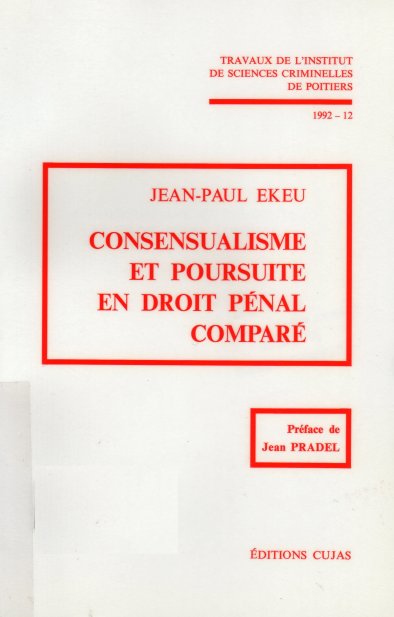 TRAVAUX DE L'INSTITUT
DE SCIENCES CRIMINELLES
DE POITIERS
1992 – 12
JEAN-PAUL EKEU
CONSENSUALISME
ET POURSUITE
EN DROIT PÉNAL
COMPARÉ
Préface de
Jean PRADEL
ÉDITIONS CUJAS